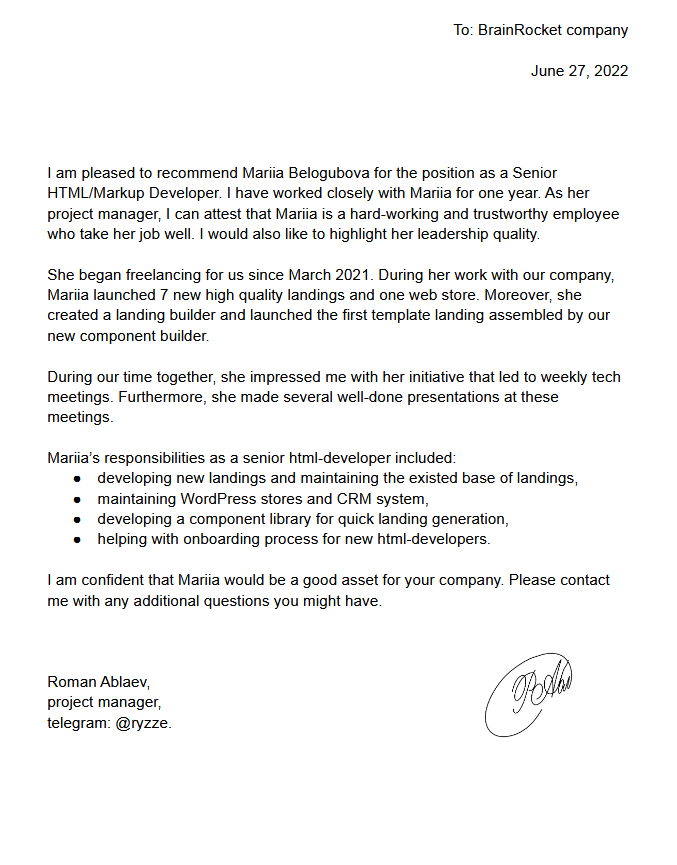 To: BrainRocket company
June 27, 2022
I am pleased to recommend Mariia Belogubova for the position as a Senior
HTML/Markup Developer. I have worked closely with Mariia for one year. As her
project manager, I can attest that Mariia is a hard-working and trustworthy employee
who take her job well. I would also like to highlight her leadership quality.
She began freelancing for us since March 2021. During her work with our company,
Mariia launched 7 new high quality landings and one web store. Moreover, she
created a landing builder and launched the first template landing assembled by our
new component builder.
During our time together, she impressed me with her initiative that led to weekly tech
meetings. Furthermore, she made several well-done presentations at these
meetings.
Mariia’s responsibilities as a senior html-developer included:
● developing new landings and maintaining the existed base of landings,
● maintaining WordPress stores and CRM system,
● developing a component library for quick landing generation,
● helping with onboarding process for new html-developers.
I am confident that Mariia would be a good asset for your company. Please contact
me with any additional questions you might have.
Roman Ablaev,
project manager,
telegram: @ryzze.